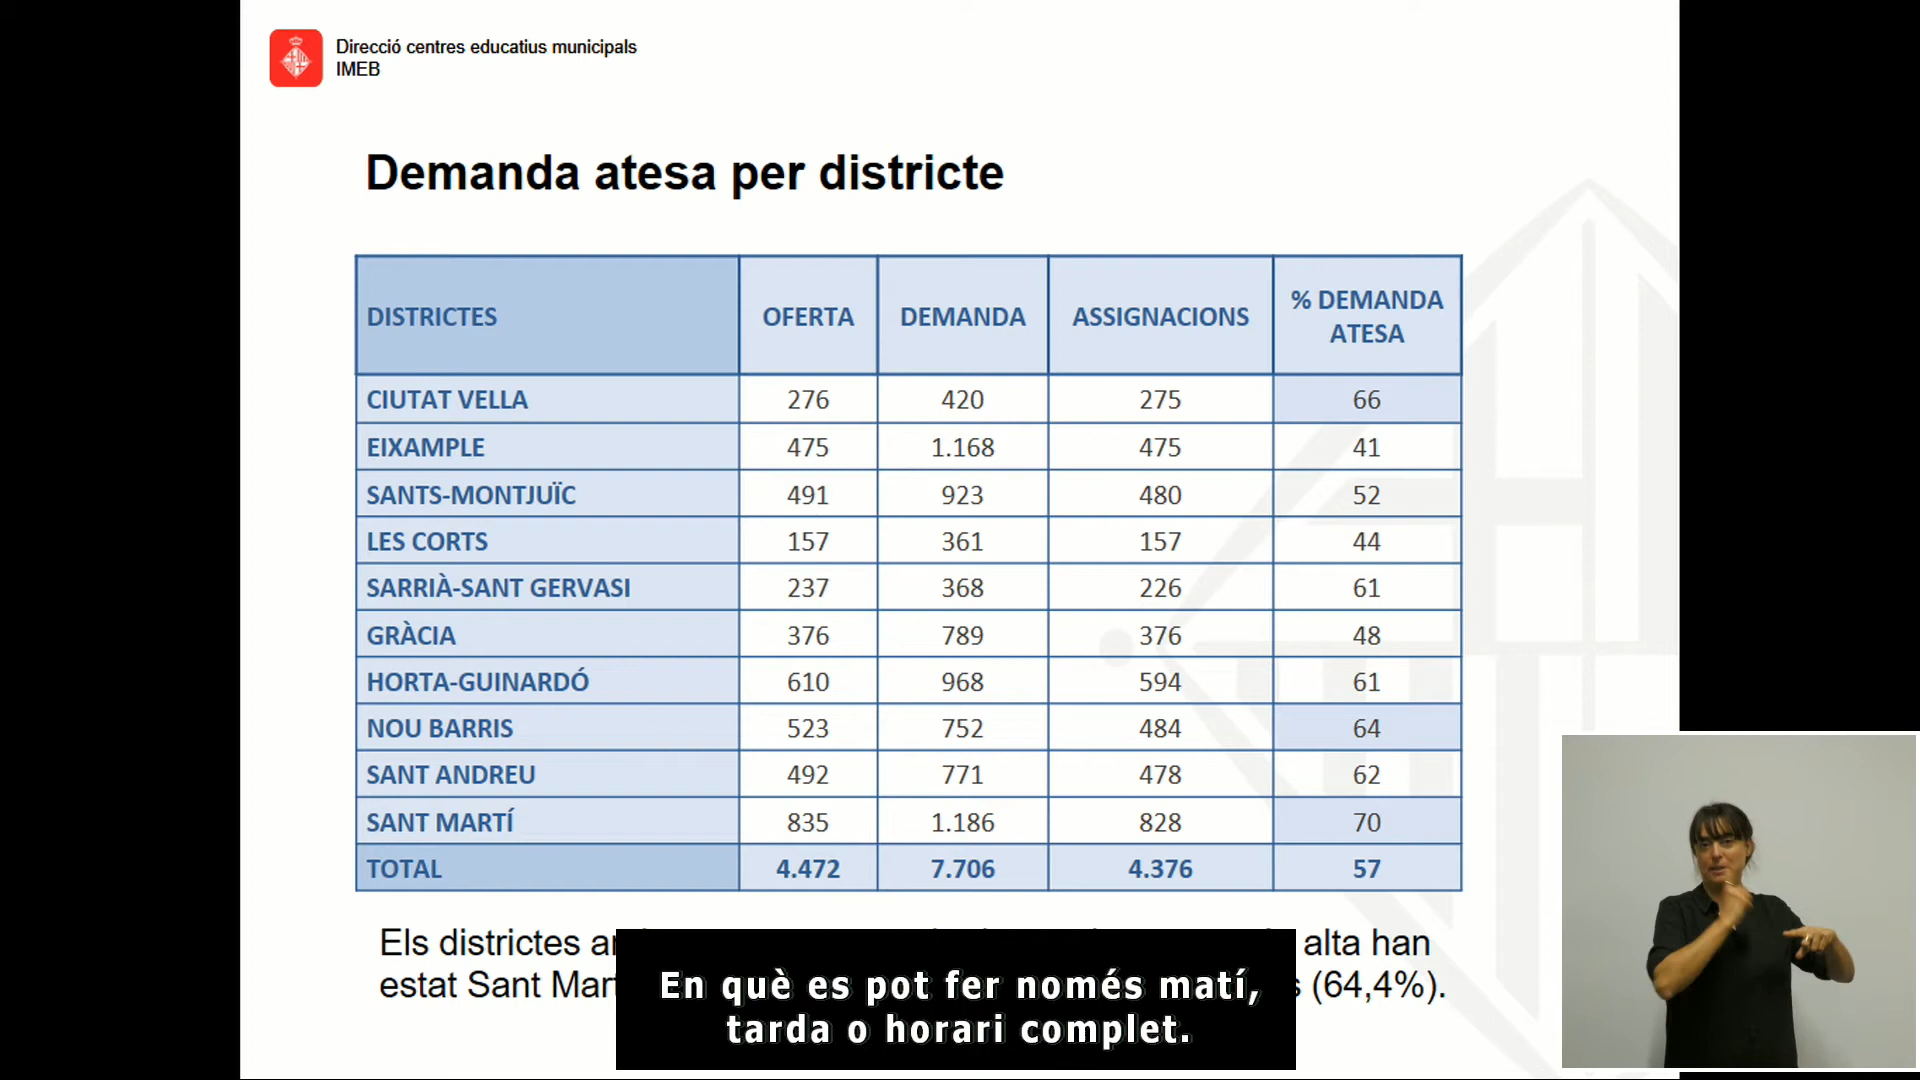 Direcció centres educatius municipals
IMEB
Demanda atesa per districte
DISTRICTES OFERTA DEMANDA ASSIGNACIONS % DEMANDA ATESA
CIUTAT VELLA 276 420 275 66
EIXAMPLE 475 1.168 475 41
SANTS-MONTJUÏC 491 923 480 52
LES CORTS 157 361 157 44
SARRIÀ-SANT GERVASI 237 368 226 61
GRÀCIA 376 789 376 48
HORTA-GUINARDÓ 610 968 594 61
NOU BARRIS 523 752 484 64
SANT ANDREU 492 771 478 62
SANT MARTÍ 835 1.186 828 70
TOTAL 4.472 7.706 4.376 57
Els districtes alta han
estat Sant (64,4%).
En què es pot fer només matí,
tarda o horari complet.